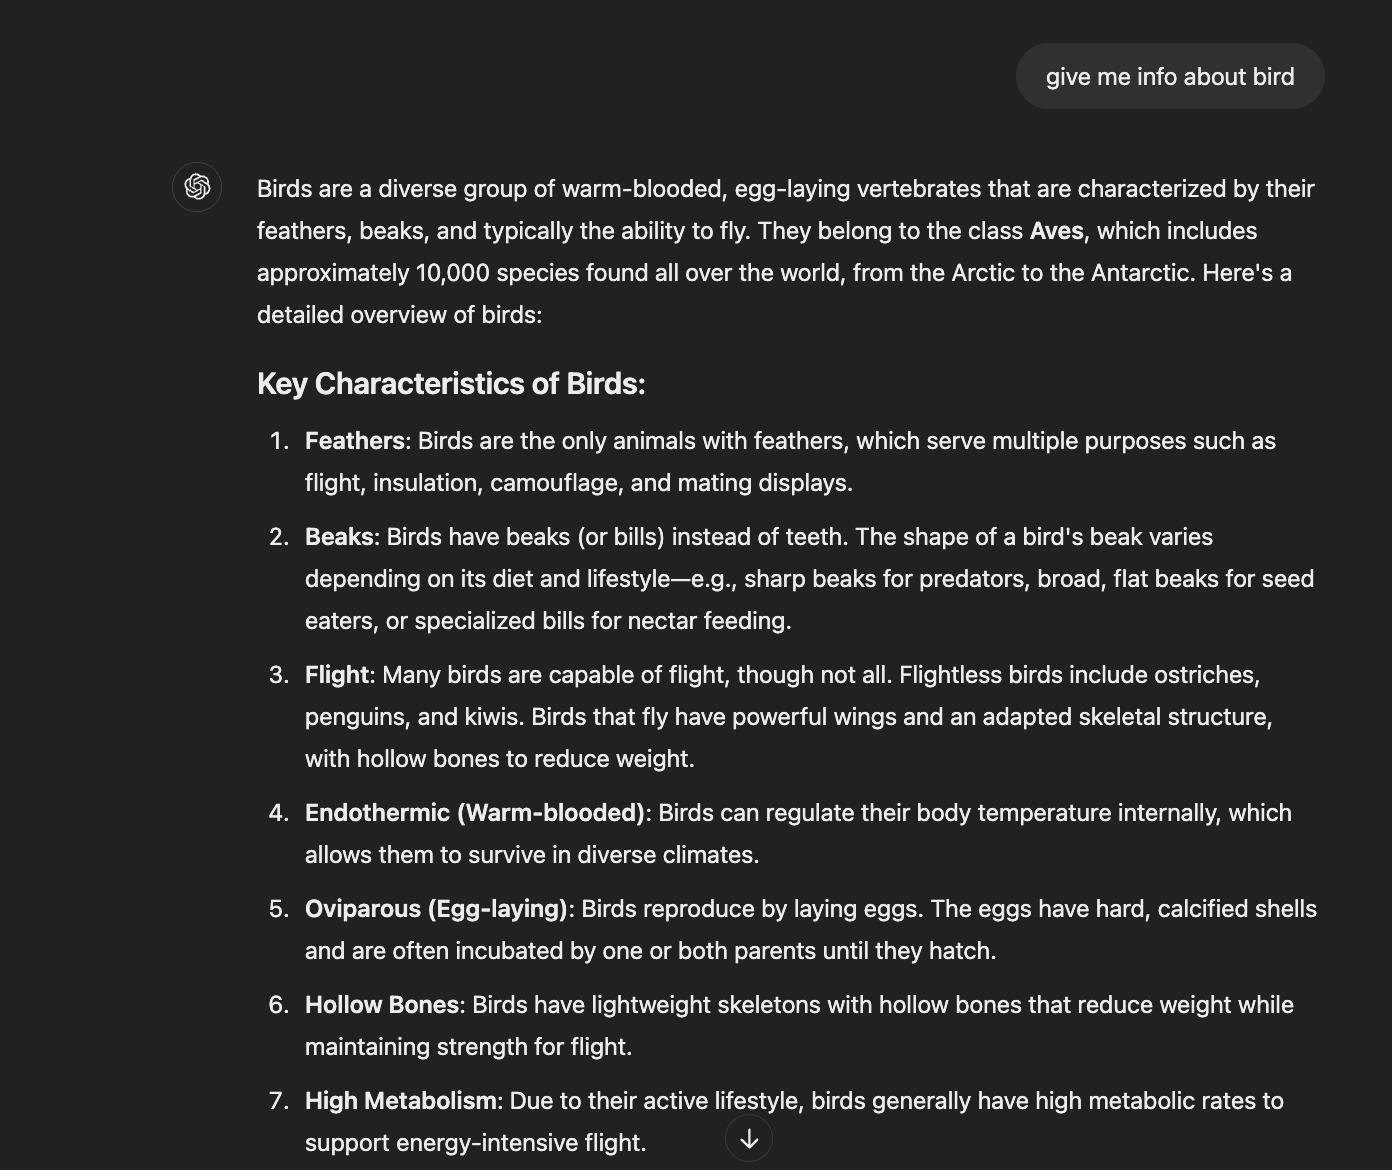 give me info about bird
Birds are a diverse group of warm-blooded, egg-laying vertebrates that are characterized by their
feathers, beaks, and typically the ability to fly. They belong to the class Aves, which includes
approximately 10,000 species found all over the world, from the Arctic to the Antarctic. Here's a
detailed overview of birds:
Key Characteristics of Birds:
1. Feathers: Birds are the only animals with feathers, which serve multiple purposes such as
flight, insulation, camouflage, and mating displays.
2. Beaks: Birds have beaks (or bills) instead of teeth. The shape of a bird's beak varies
depending on its diet and lifestyle—e.g., sharp beaks for predators, broad, flat beaks for seed
eaters, or specialized bills for nectar feeding.
3. Flight: Many birds are capable of flight, though not all. Flightless birds include ostriches,
penguins, and kiwis. Birds that fly have powerful wings and an adapted skeletal structure,
with hollow bones to reduce weight.
4. Endothermic (Warm-blooded): Birds can regulate their body temperature internally, which
allows them to survive in diverse climates.
5. Oviparous (Egg-laying): Birds reproduce by laying eggs. The eggs have hard, calcified shells
and are often incubated by one or both parents until they hatch.
6. Hollow Bones: Birds have lightweight skeletons with hollow bones that reduce weight while
maintaining strength for flight.
7. High Metabolism: Due to their active lifestyle, birds generally have high metabolic rates to
support energy-intensive flight.